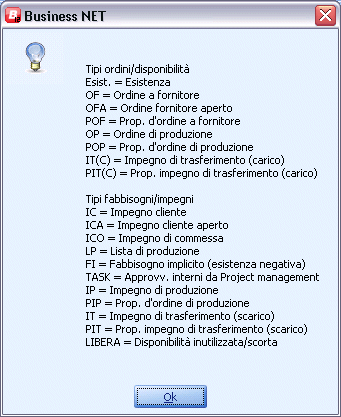 Business NET
Tipi ordini/disponibilità
Esist. = Esistenza
OF = Ordine a fornitore
OFA = Ordine fornitore aperto
POF = Prop. d'ordine a fornitore
OP = Ordine di produzione
POP = Prop. d'ordine di produzione
IT(C) = Impegno di trasferimento (carico)
PIT(C) = Prop. impegno di trasferimento (carico)
Tipi fabbisogni/impegni
IC = Impegno cliente
ICA = Impegno cliente aperto
ICO = Impegno di commessa
LP = Lista di produzione
FI = Fabbisogno implicito (esistenza negativa)
TASK = Approvv. interni da Project management
IP = Impegno di produzione
PIP = Prop. d'ordine di produzione
IT = Impegno di trasferimento (scarico)
PIT = Prop. impegno di trasferimento (scarico)
LIBERA = Disponibilità inutilizzata/scorta
Ok